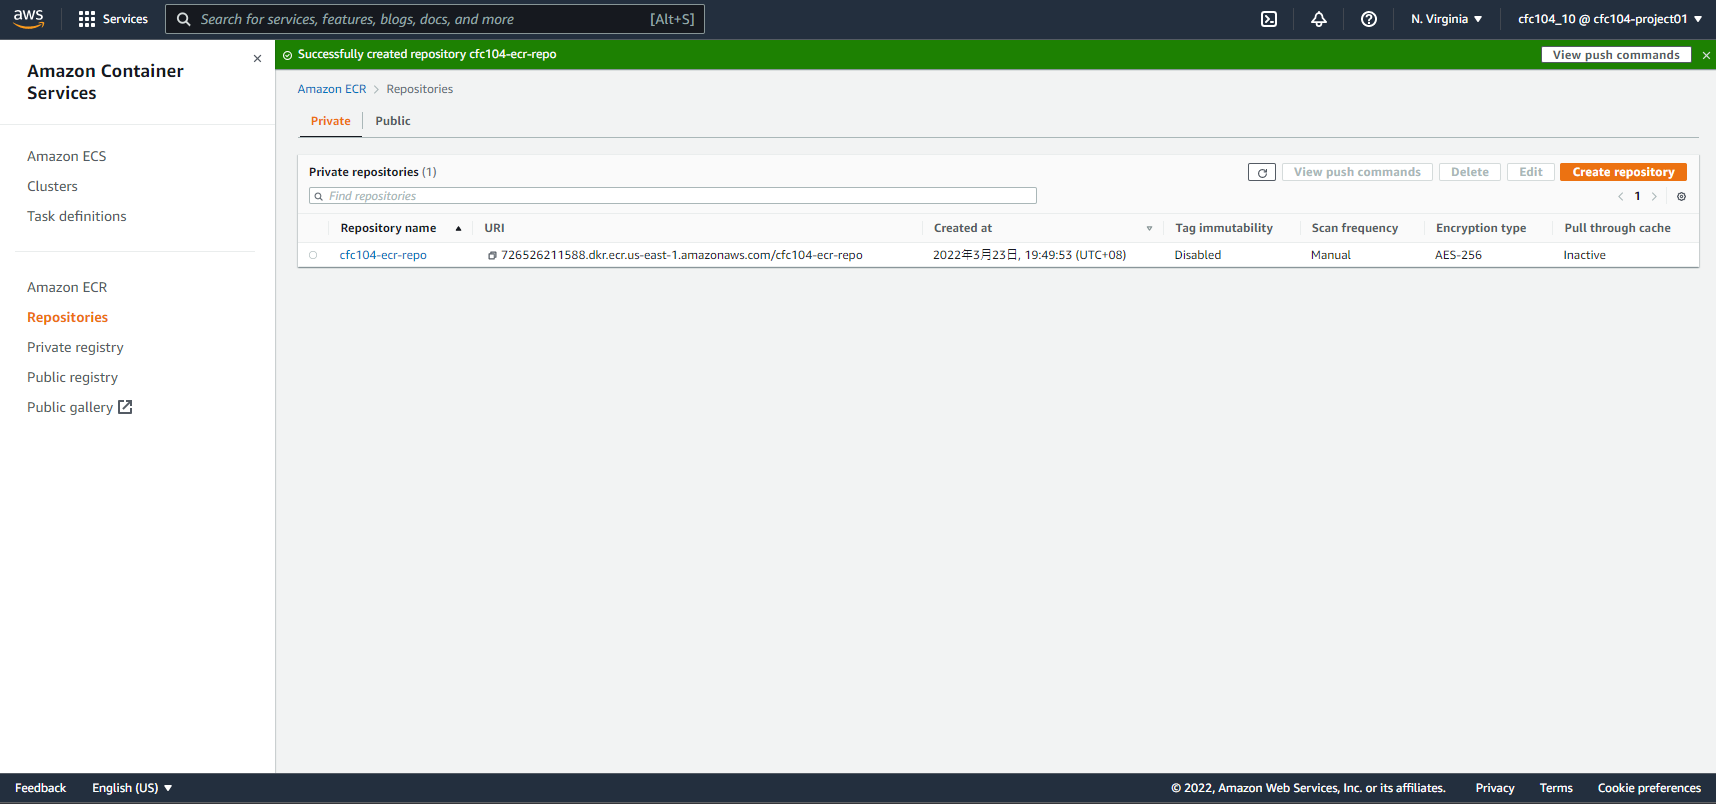 aws Services Search for services, features, blogs, docs, and more [Alt+S] N. Virginia cfc104_10 @ cfc104-project01
Successfully created repository cfc104-ecr-repo View push commands
Amazon Container
Services
Amazon ECS
Clusters
Task definitions
Amazon ECR
Repositories
Private registry
Public registry
Public gallery
Amazon ECR > Repositories
Private Public
Private repositories (1) View push commands Delete Edit Create repository
Find repositories 1
Repository name URI Created at Tag immutability Scan frequency Encryption type Pull through cache
cfc104-ecr-repo 726526211588.dkr.ecr.us-east-1.amazonaws.com/cfc104-ecr-repo 2022年3月23日, 19:49:53 (UTC+08) Disabled Manual AES-256 Inactive
Feedback English (US) © 2022, Amazon Web Services, Inc. or its affiliates. Privacy Terms Cookie preferences